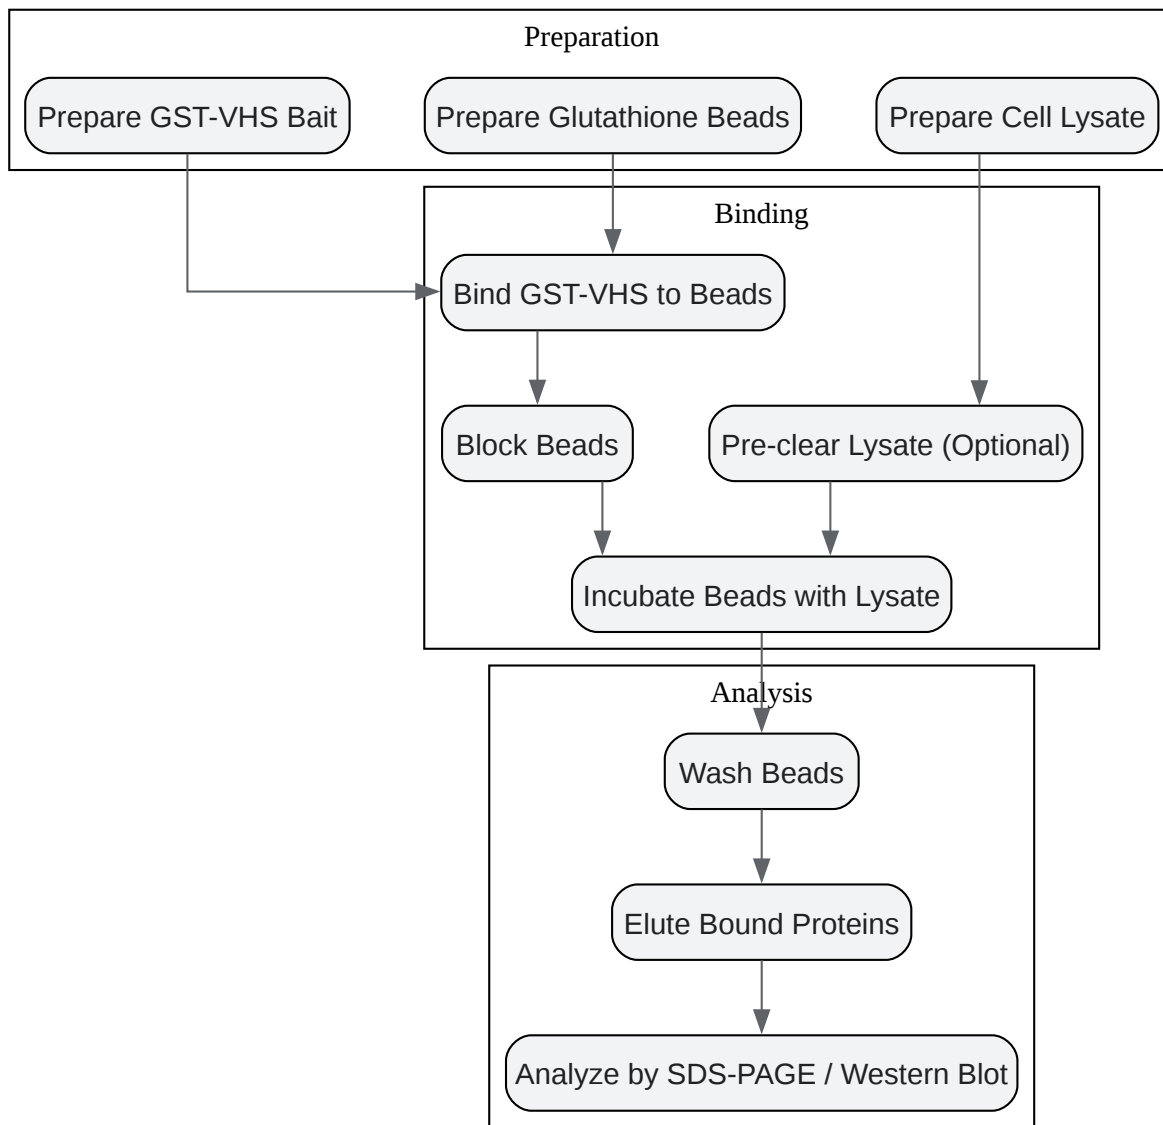 Preparation
Prepare GST-VHS Bait
Prepare Glutathione Beads
Prepare Cell Lysate
Binding
Bind GST-VHS to Beads
Block Beads
Pre-clear Lysate (Optional)
Incubate Beads with Lysate
Analysis
Wash Beads
Elute Bound Proteins
Analyze by SDS-PAGE / Western Blot